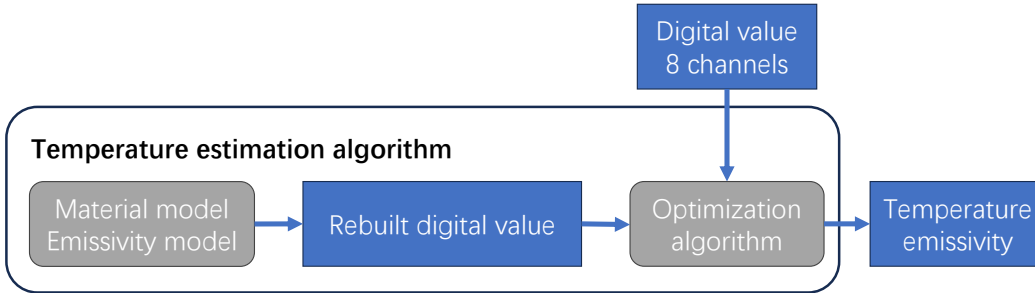 Digital value
8 channels
Temperature estimation algorithm
Material model
Emissivity model
Rebuilt digital value
Optimization
algorithm
Temperature
emissivity